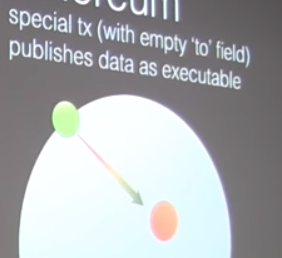 special tx (with empty ‘to’ field)
publishes data as executable